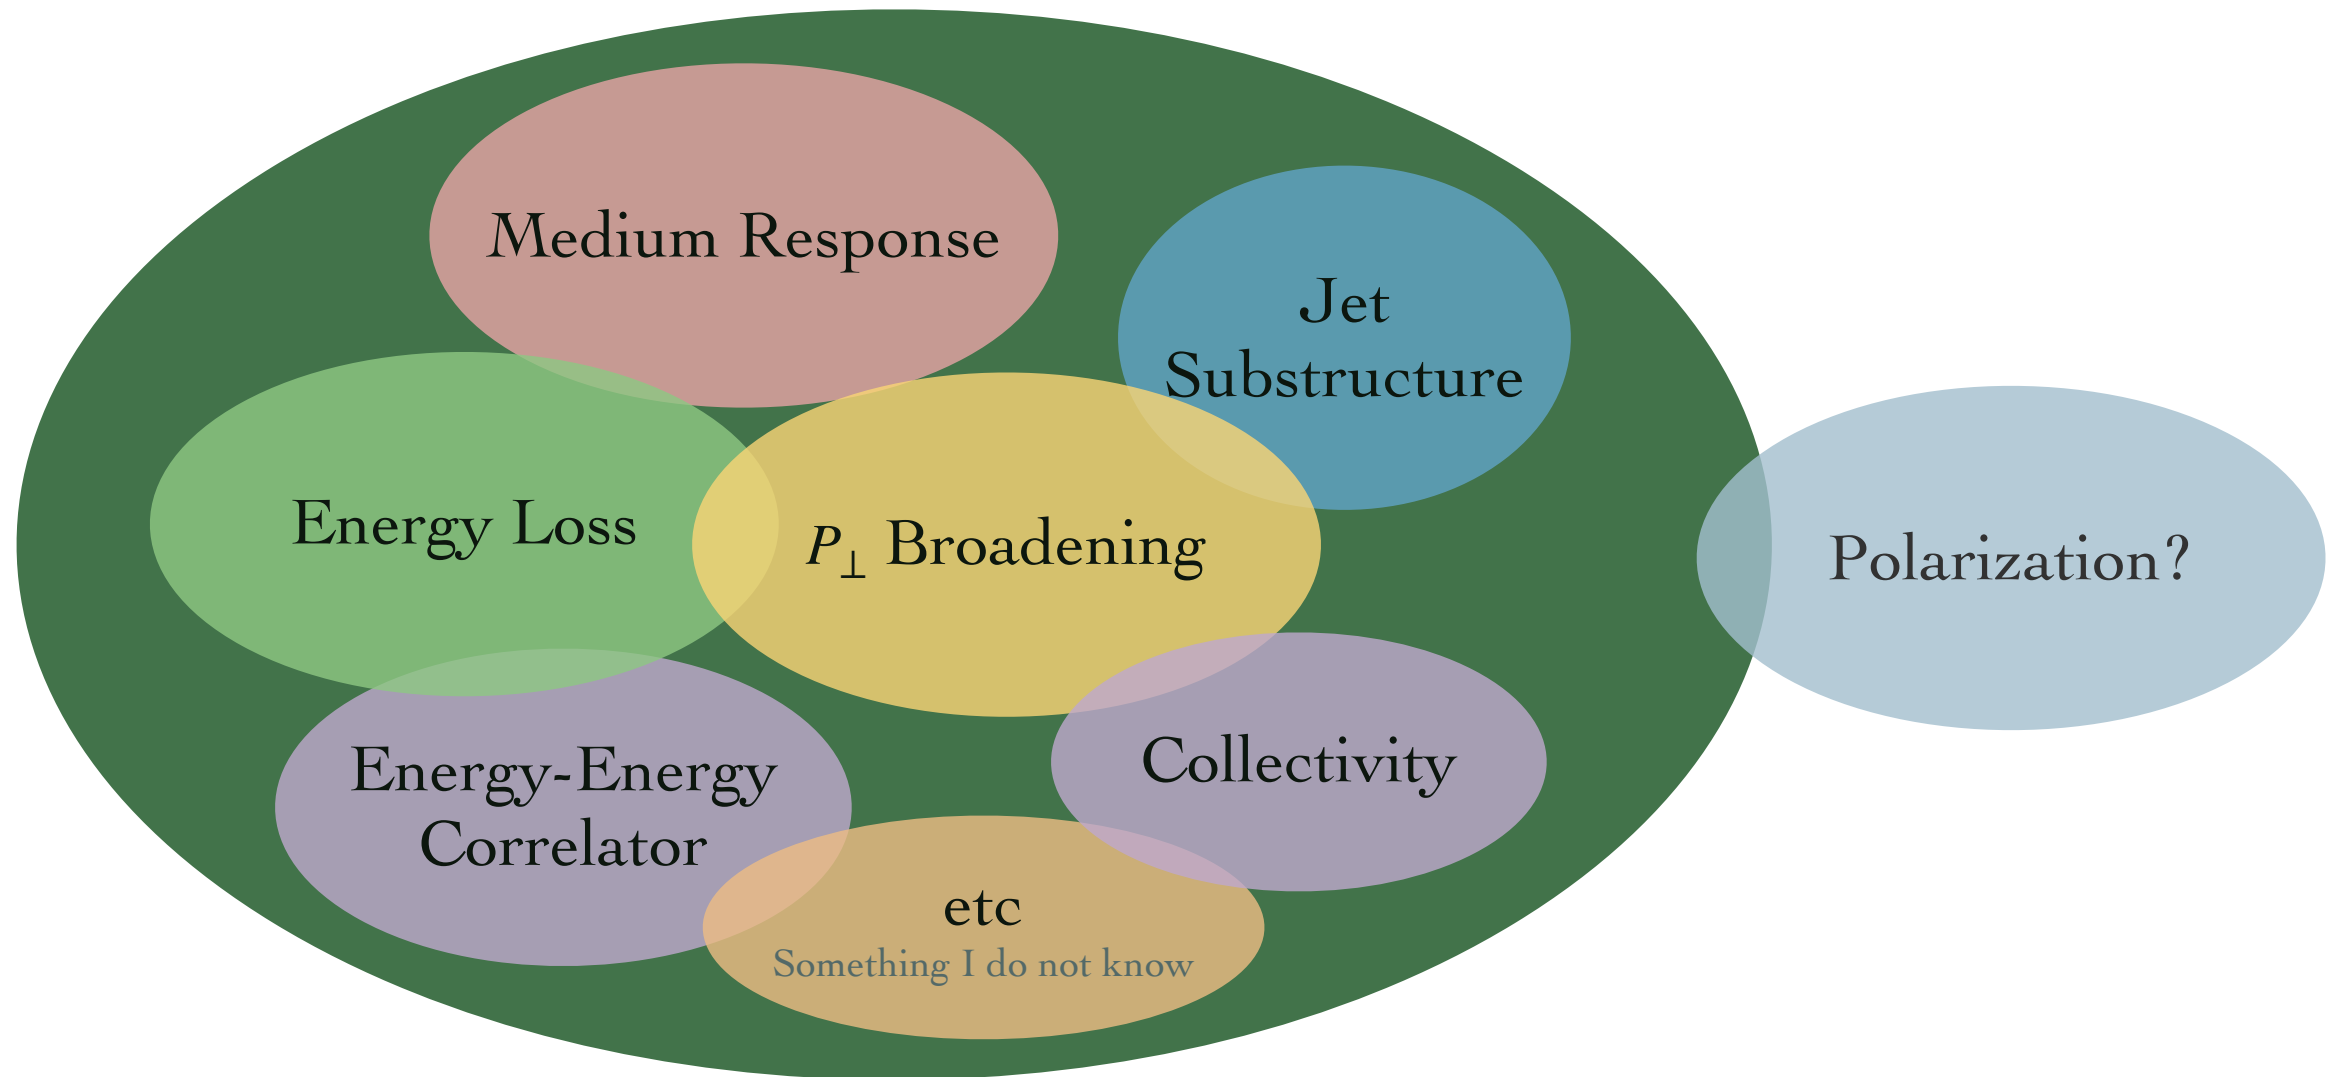 Medium Response
Jet
Substructure
Energy Loss
P⊥ Broadening
Polarization?
Energy-Energy
Correlator
Collectivity
etc
Something I do not know